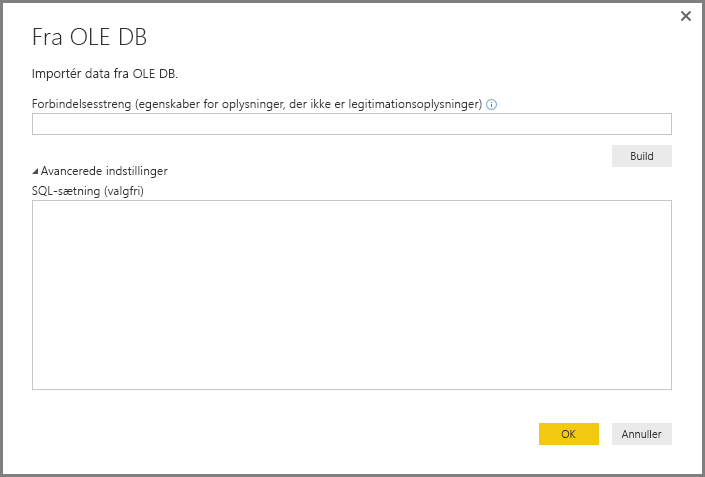 Fra OLE DB
Importér data fra OLE DB.
Forbindelsesstreng (egenskaber for oplysninger, der ikke er legitimationsoplysninger)
Build
Avancerede indstillinger
SQL-sætning (valgfri)
OK
Annuller